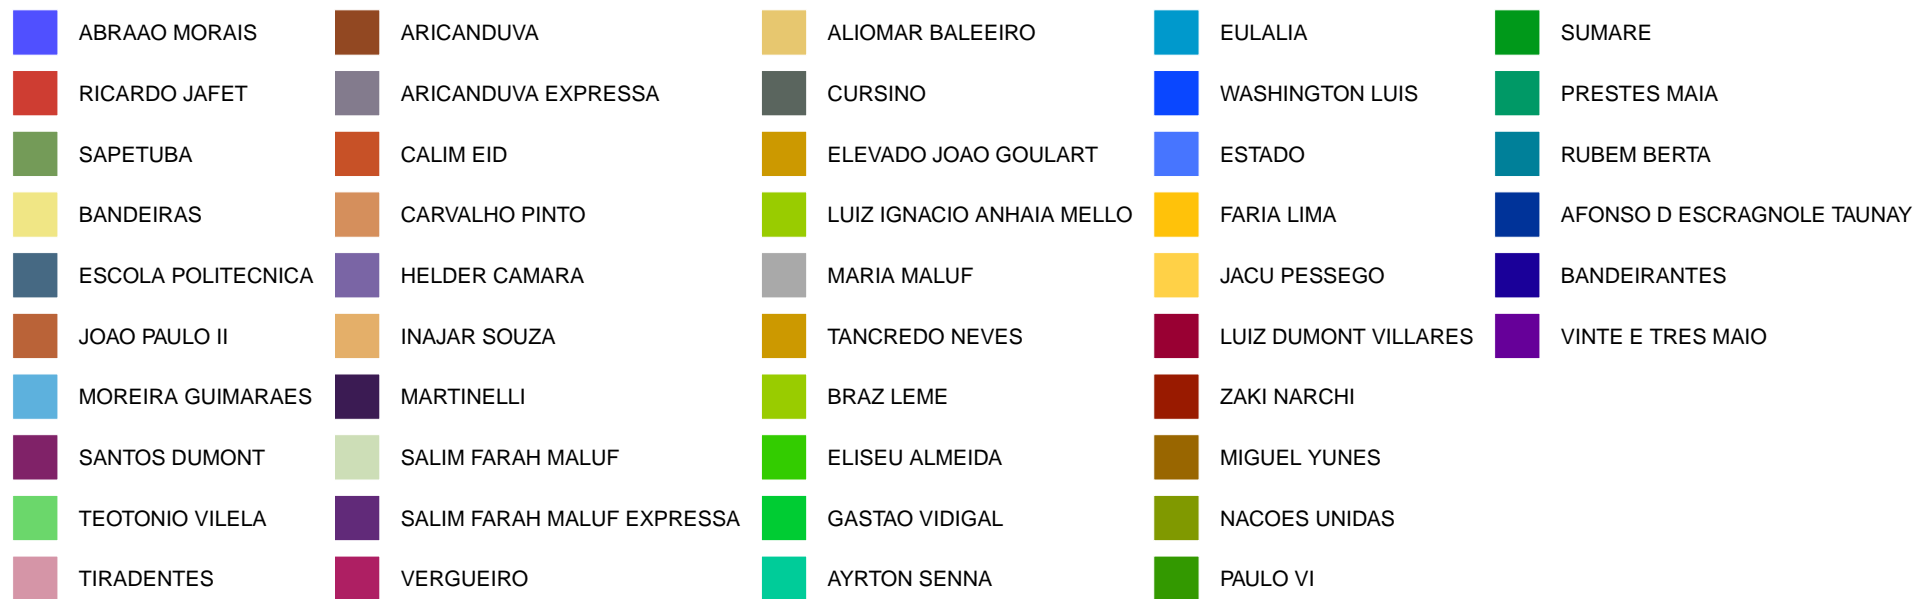 ABRAAO MORAIS
RICARDO JAFET
SAPETUBA
BANDEIRAS
ESCOLA POLITECNICA
JOAO PAULO II
MOREIRA GUIMARAES
SANTOS DUMONT
TEOTONIO VILELA
TIRADENTES
ARICANDUVA
ARICANDUVA EXPRESSA
CALIM EID
CARVALHO PINTO
HELDER CAMARA
INAJAR SOUZA
MARTINELLI
SALIM FARAH MALUF
SALIM FARAH MALUF EXPRESSA
VERGUEIRO
ALIOMAR BALEEIRO
CURSINO
ELEVADO JOAO GOULART
LUIZ IGNACIO ANHAIA MELLO
MARIA MALUF
TANCREDO NEVES
BRAZ LEME
ELISEU ALMEIDA
GASTAO VIDIGAL
AYRTON SENNA
EULALIA
WASHINGTON LUIS
ESTADO
FARIA LIMA
JACU PESSEGO
LUIZ DUMONT VILLARES
ZAKI NARCHI
MIGUEL YUNES
NACOES UNIDAS
PAULO VI
SUMARE
PRESTES MAIA
RUBEM BERTA
AFONSO D ESCRAGNOLE TAUNAY
BANDEIRANTES
VINTE E TRES MAIO